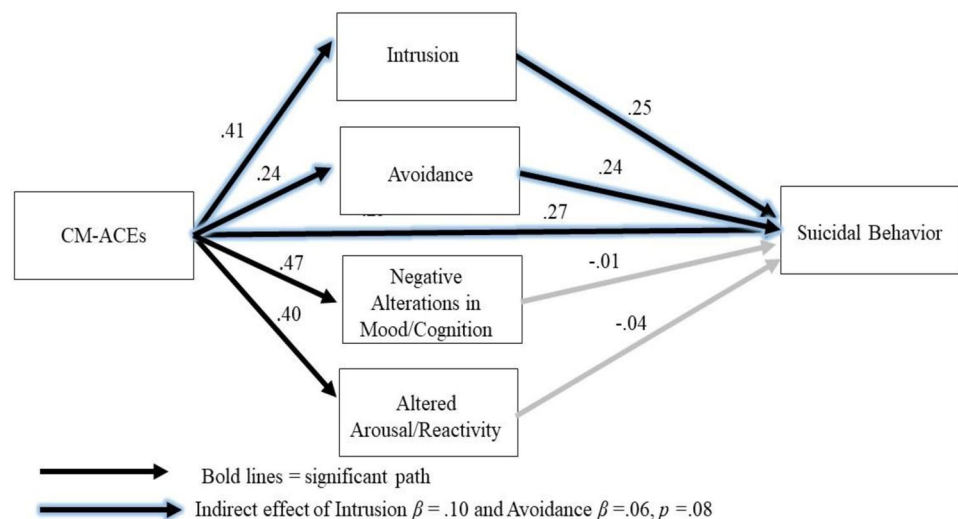 Intrusion
.25
.41
.24
Avoidance
.24
.27
CM-ACEs
Suicidal Behavior
.47
Negative
Alterations in
Mood/Cognition
-.01
.40
-.04
Altered
Arousal/Reactivity
Bold lines = significant path
Indirect effect of Intrusion β = .10 and Avoidance β =.06, p =.08